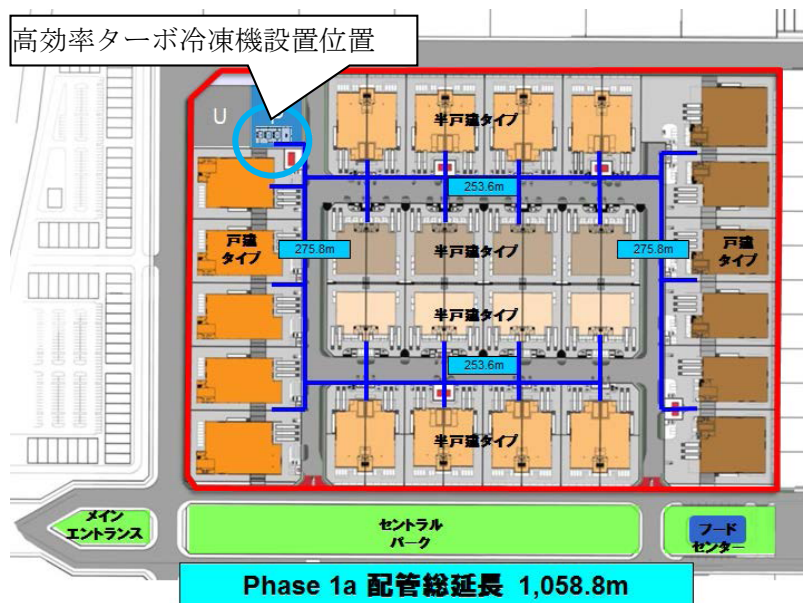 高効率ターボ冷凍機設置位置
U
半戸建タイプ
253.6m
戸建
タイプ
275.8m
半戸建タイプ
275.8m
戸建
タイプ
半戸建タイプ
253.6m
半戸建タイプ
メイン
エントランス
セントラル
パーク
フード
センター
Phase 1a 配管総延長 1,058.8m